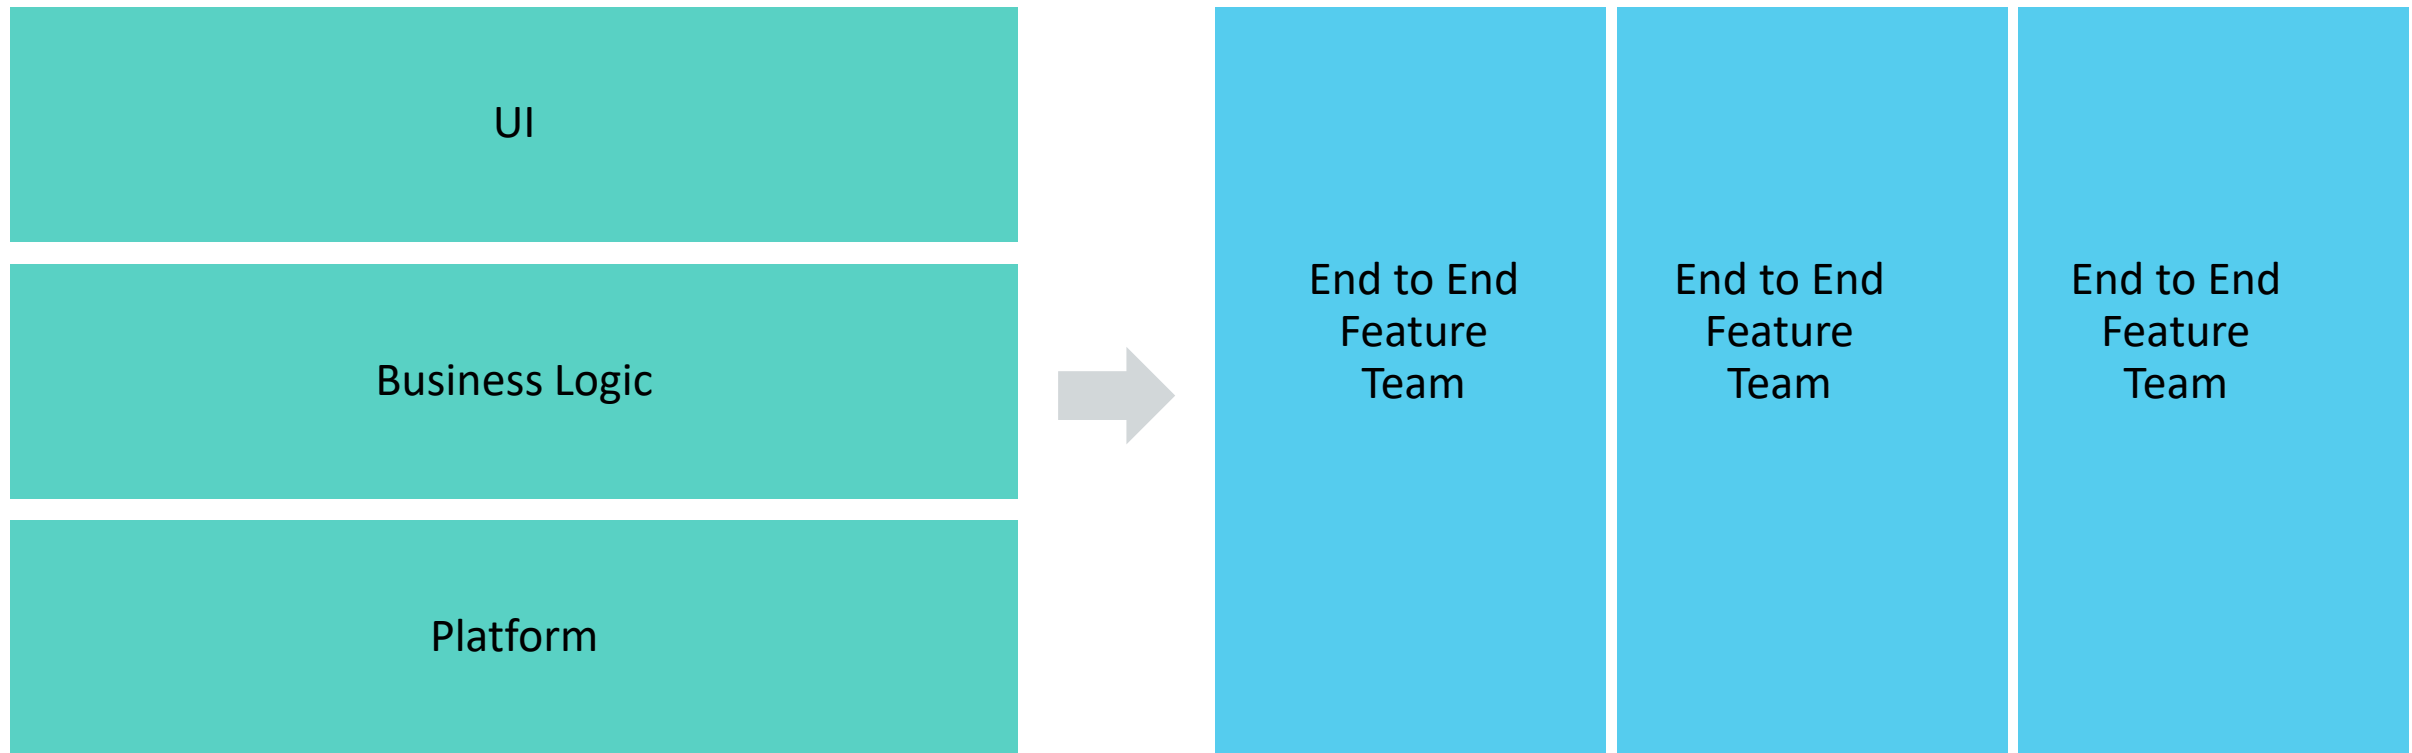 UI
Business Logic
Platform
End to End
Feature
Team
End to End
Feature
Team
End to End
Feature
Team